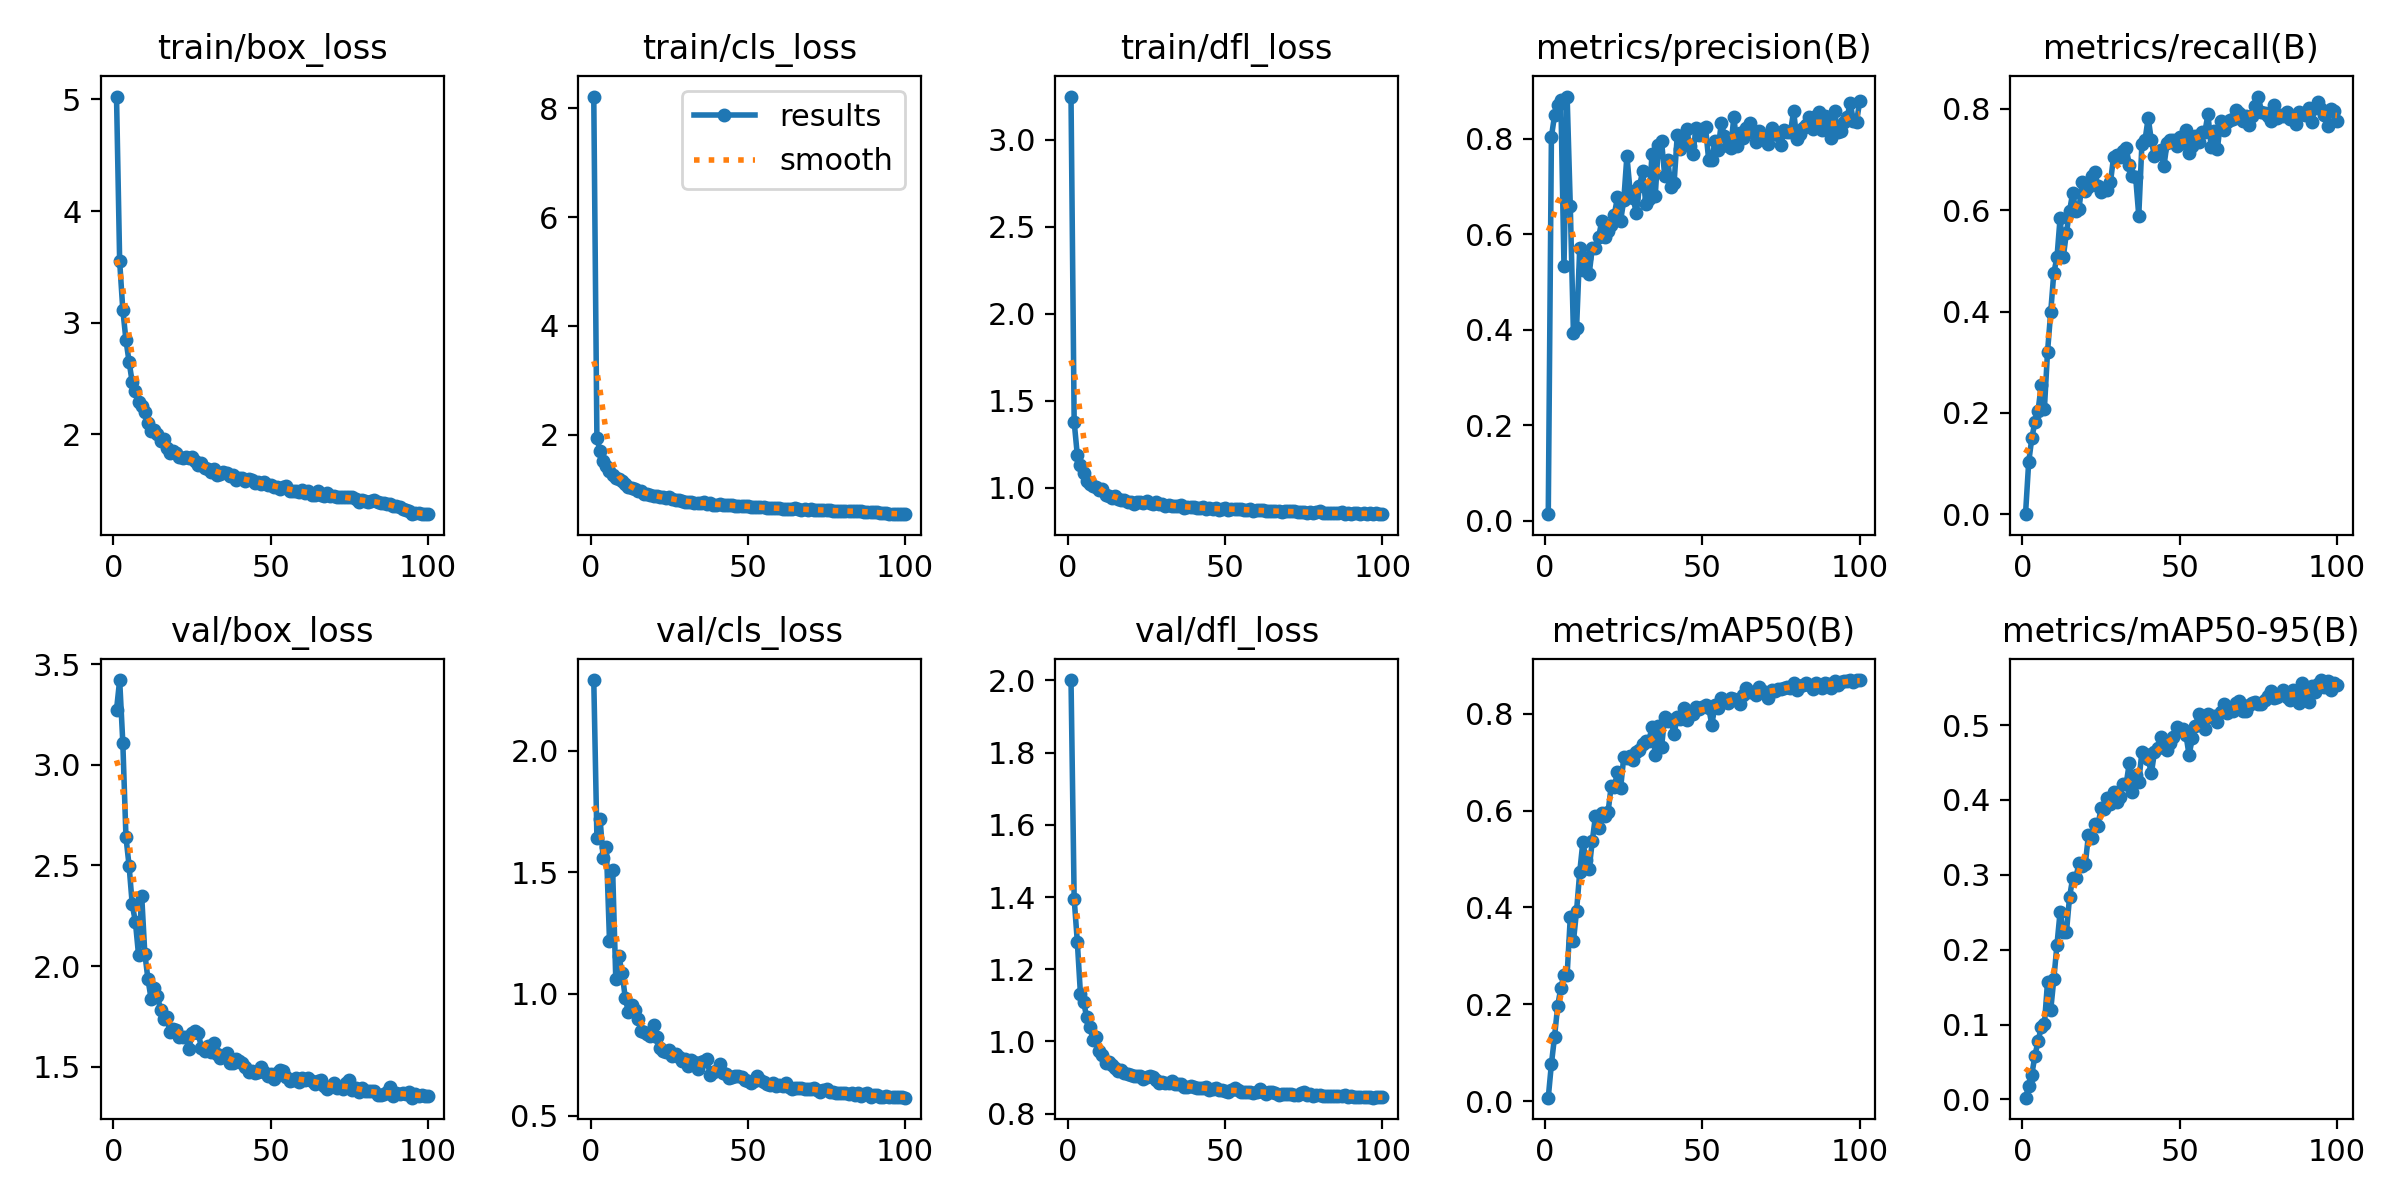 train/box_loss
train/cls_loss
train/dfl_loss
metrics/precision(B)
metrics/recall(B)
5
4
3
2
0 50 100
8
6
4
2
results
smooth
0 50 100
3.0
2.5
2.0
1.5
1.0
0 50 100
0.8
0.6
0.4
0.2
0.0
0 50 100
0.8
0.6
0.4
0.2
0.0
0 50 100
val/box_loss
val/cls_loss
val/dfl_loss
metrics/mAP50(B)
metrics/mAP50-95(B)
3.5
3.0
2.5
2.0
1.5
0 50 100
2.0
1.5
1.0
0.5
0 50 100
2.0
1.8
1.6
1.4
1.2
1.0
0.8
0 50 100
0.8
0.6
0.4
0.2
0.0
0 50 100
0.5
0.4
0.3
0.2
0.1
0.0
0 50 100